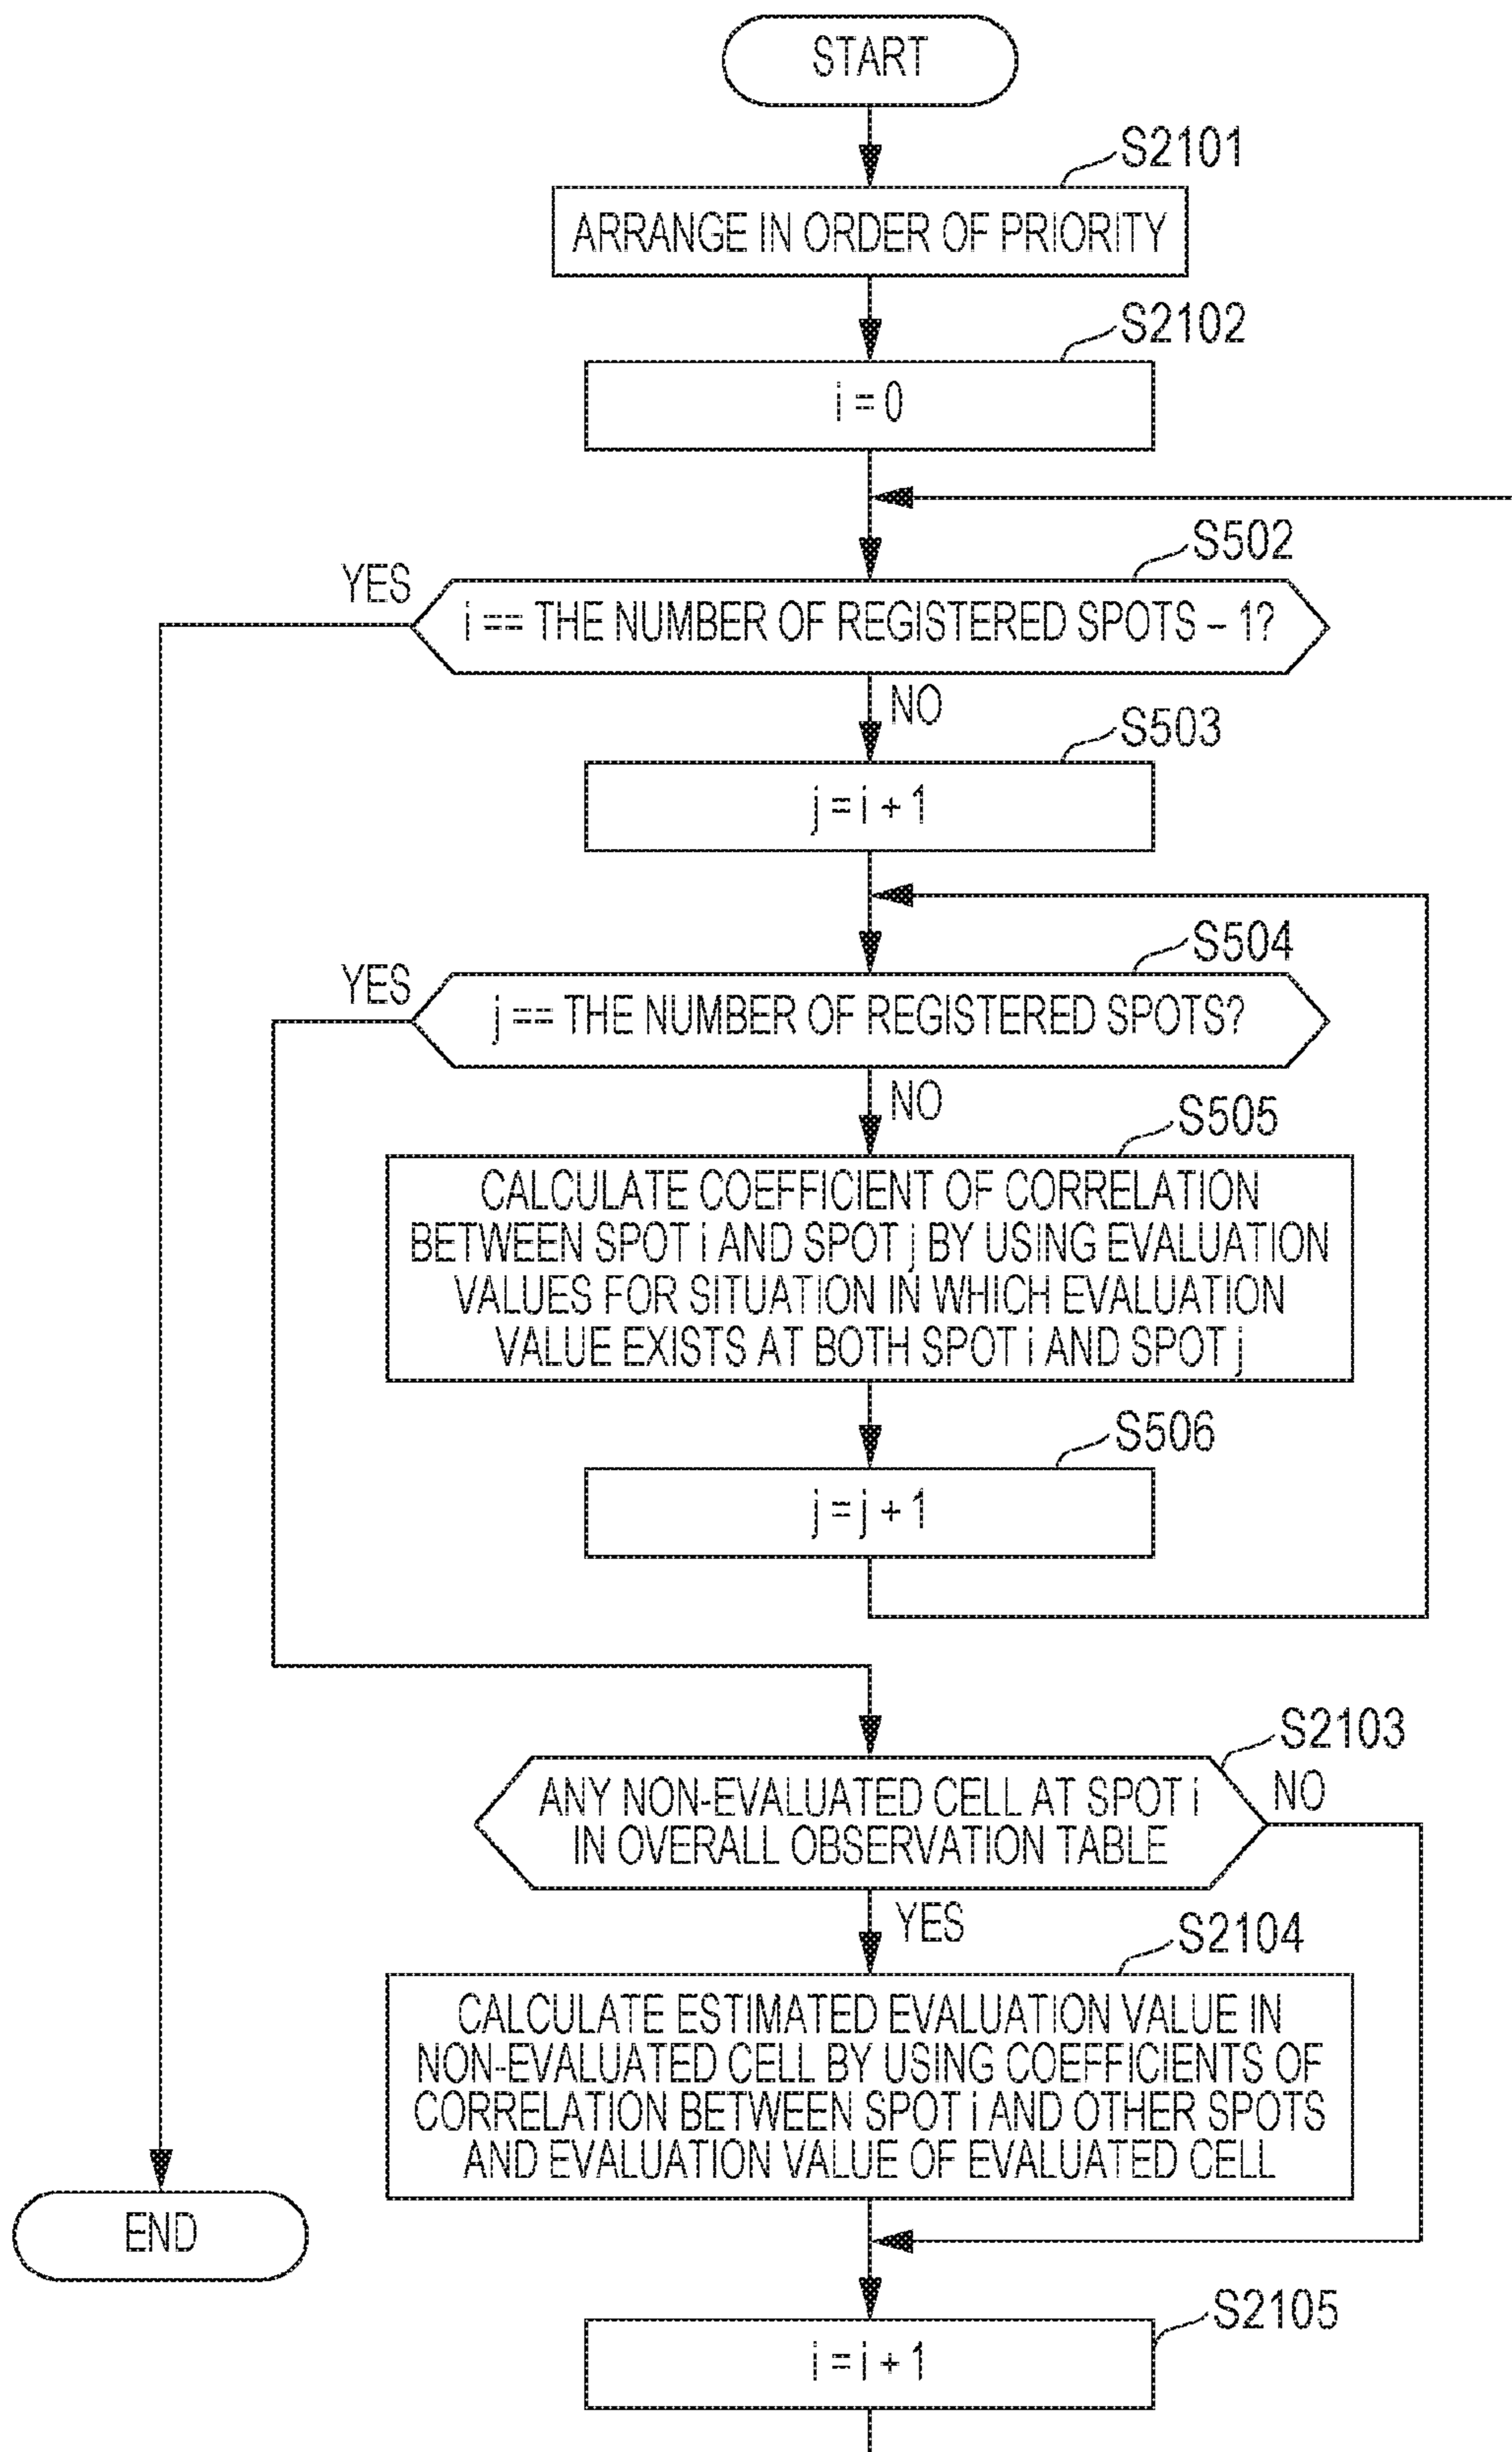 START
S2101
ARRANGE IN ORDER OF PRIORITY
S2102
i = 0
S502
YES
i == THE NUMBER OF REGISTERED SPOTS – 1?
NO
S503
j = i + 1
S504
YES
j == THE NUMBER OF REGISTERED SPOTS?
NO
S505
CALCULATE COEFFICIENT OF CORRELATION
BETWEEN SPOT i AND SPOT j BY USING EVALUATION
VALUES FOR SITUATION IN WHICH EVALUATION
VALUE EXISTS AT BOTH SPOT i AND SPOT j
S506
j = j + 1
S2103
ANY NON-EVALUATED CELL AT SPOT i
IN OVERALL OBSERVATION TABLE
NO
YES
S2104
CALCULATE ESTIMATED EVALUATION VALUE IN
NON-EVALUATED CELL BY USING COEFFICIENTS OF
CORRELATION BETWEEN SPOT i AND OTHER SPOTS
AND EVALUATION VALUE OF EVALUATED CELL
END
S2105
i = i + 1